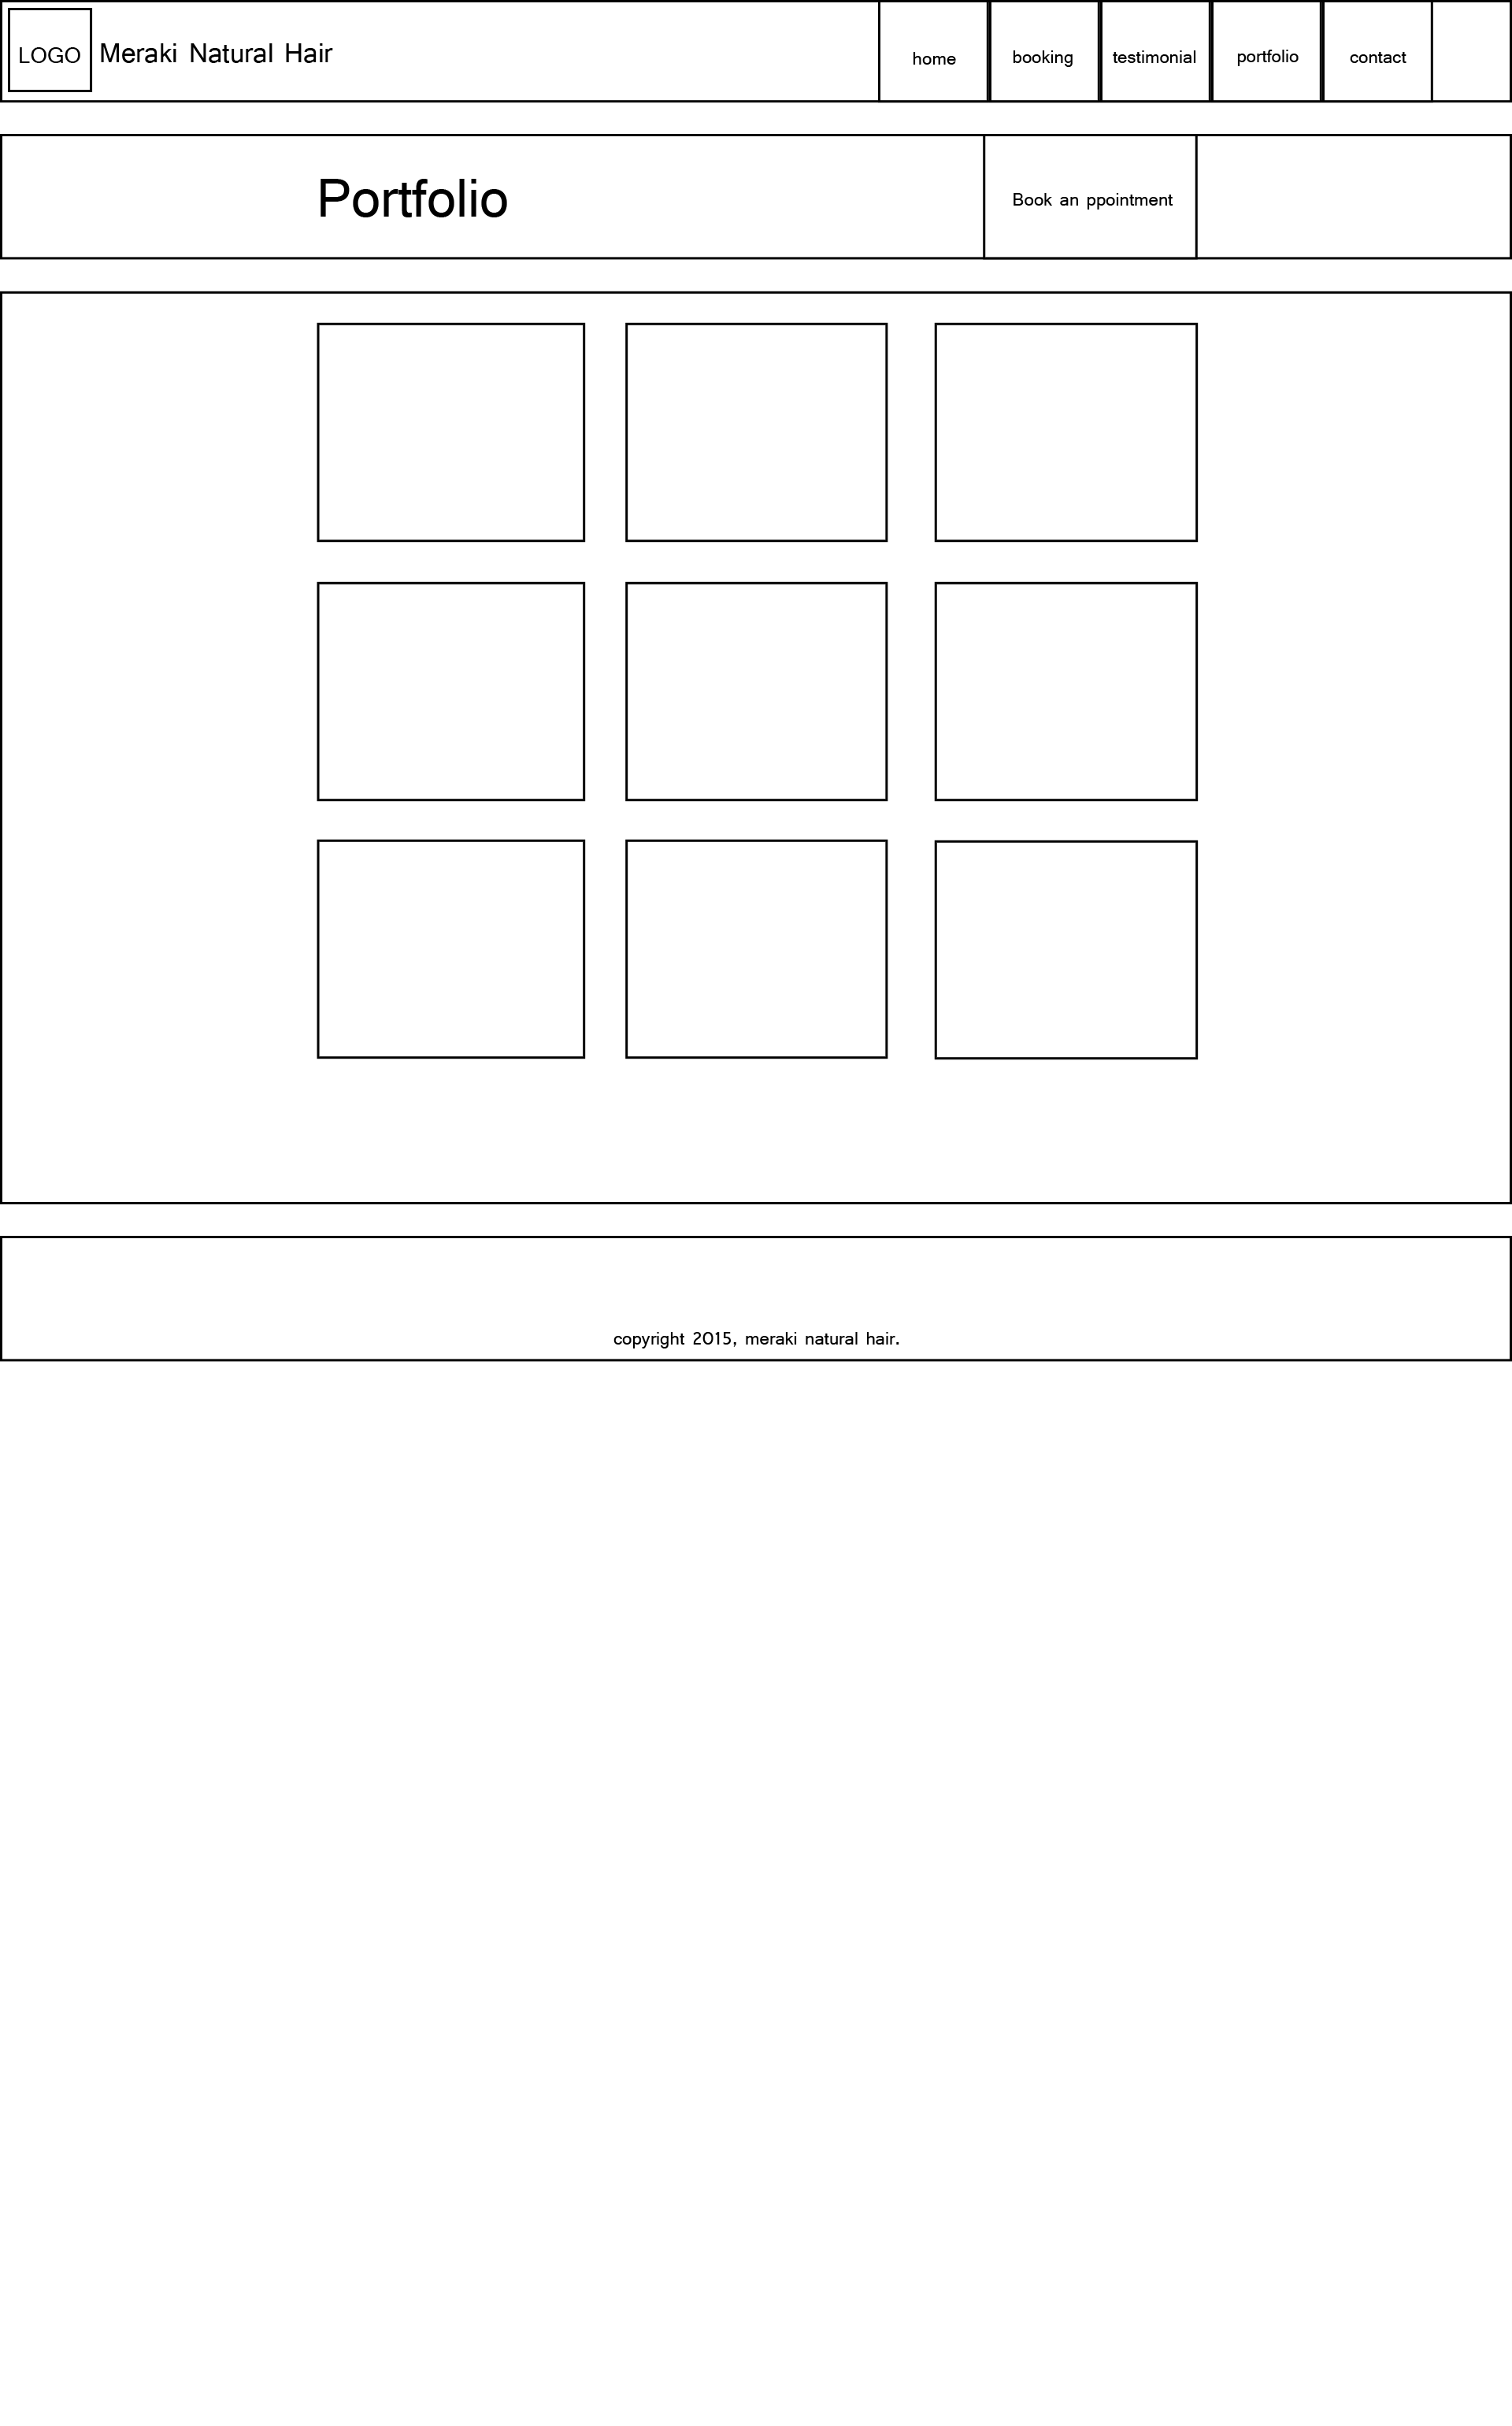 LOGO Meraki Natural Hair home booking testimonial portfolio contact
Portfolio Book an ppointment
copyright 2015, meraki natural hair.